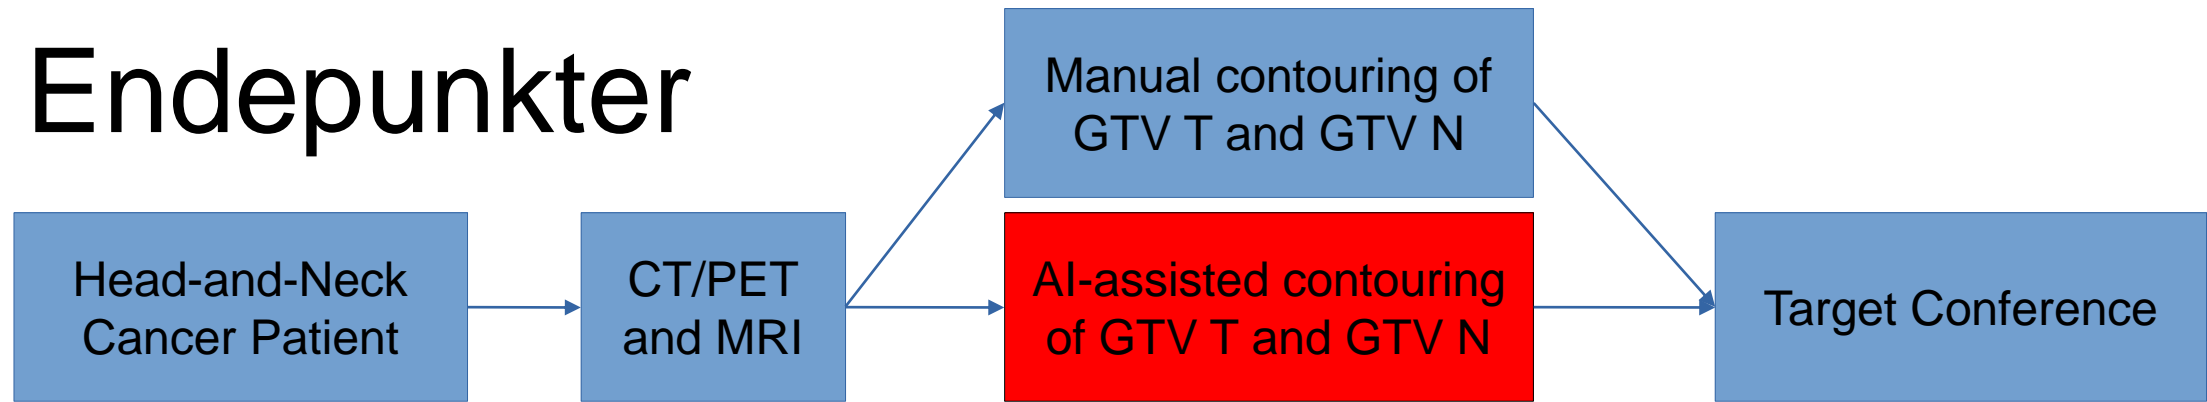 Endepunkter
Head-and-Neck
Cancer Patient
CT/PET
and MRI
Manual contouring of
GTV T and GTV N
AI-assisted contouring
of GTV T and GTV N
Target Conference